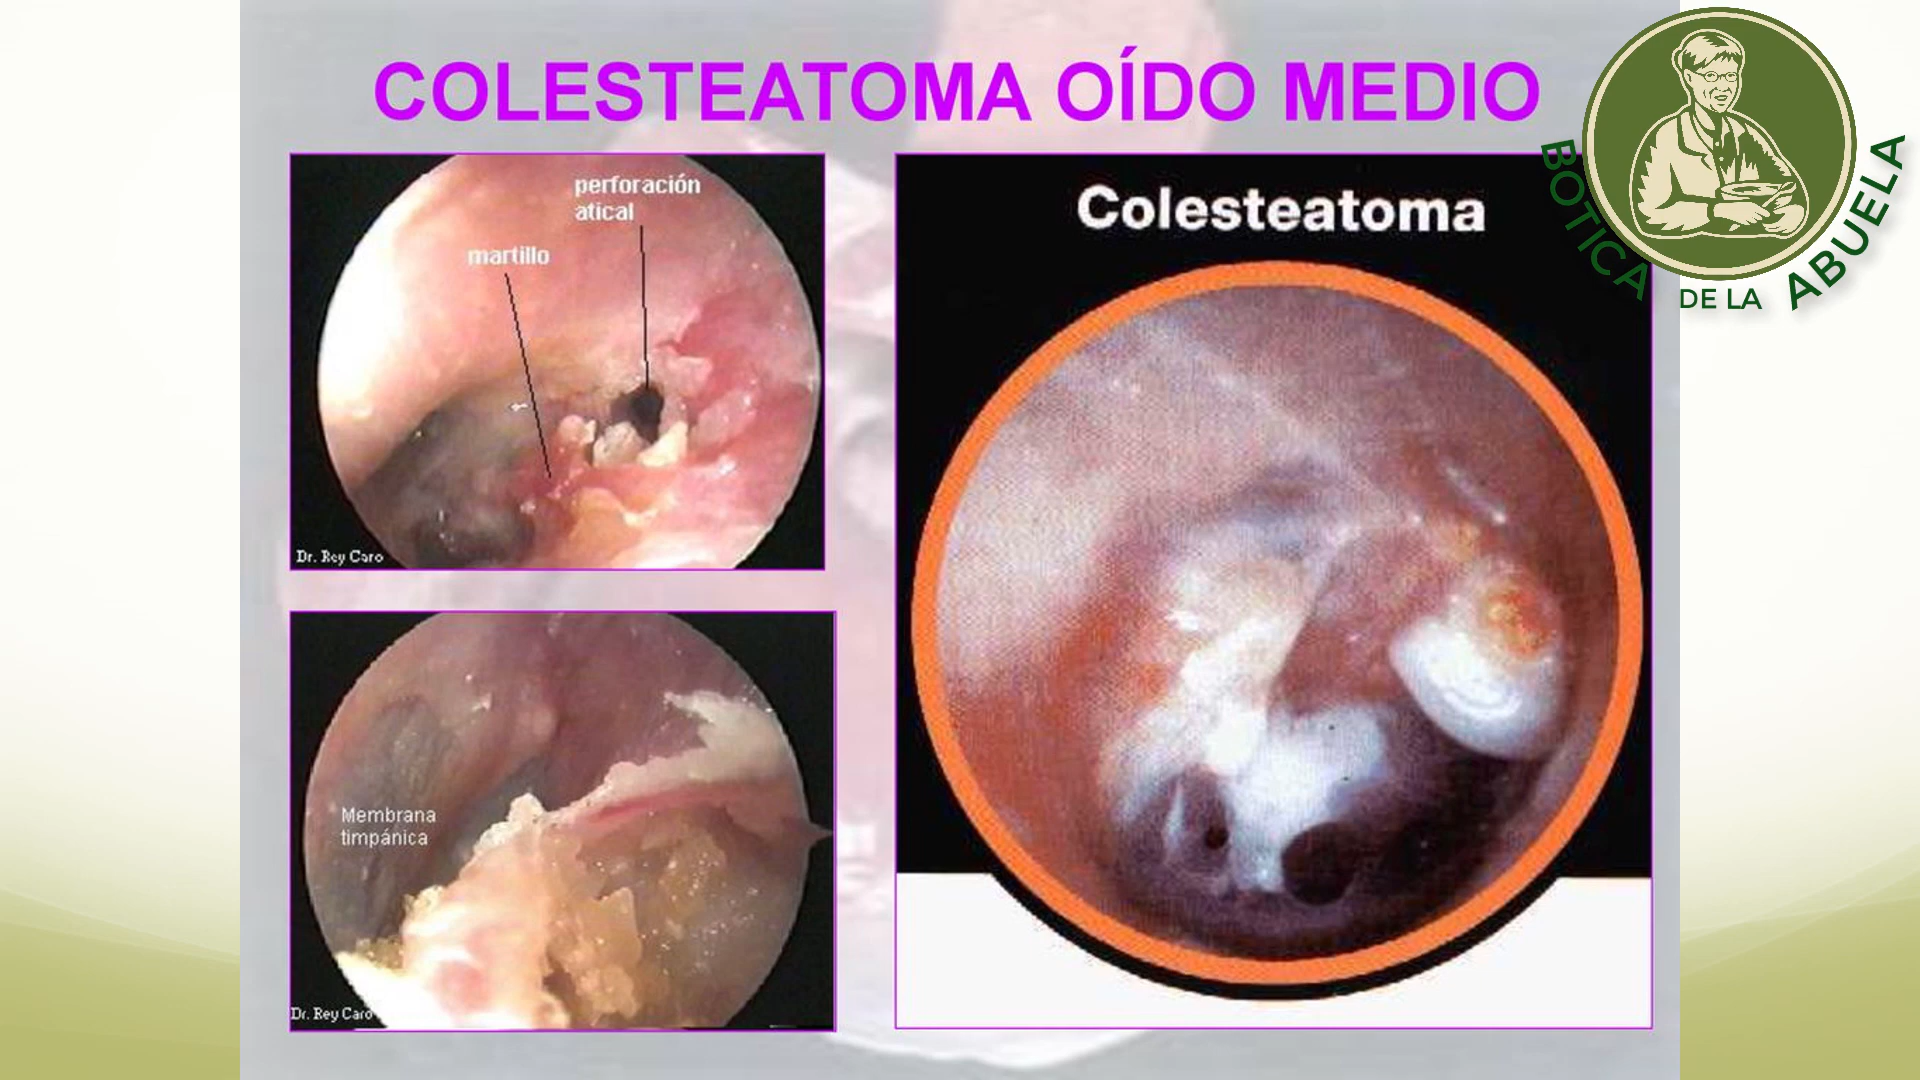 COLESTEATOMA OÍDO MEDIO
perforación
atical
martillo
Dr. Rey Caro
Colesteatoma
Membrana
timpánica
Dr. Rey Caro
BOTICA DE LA ABUELA